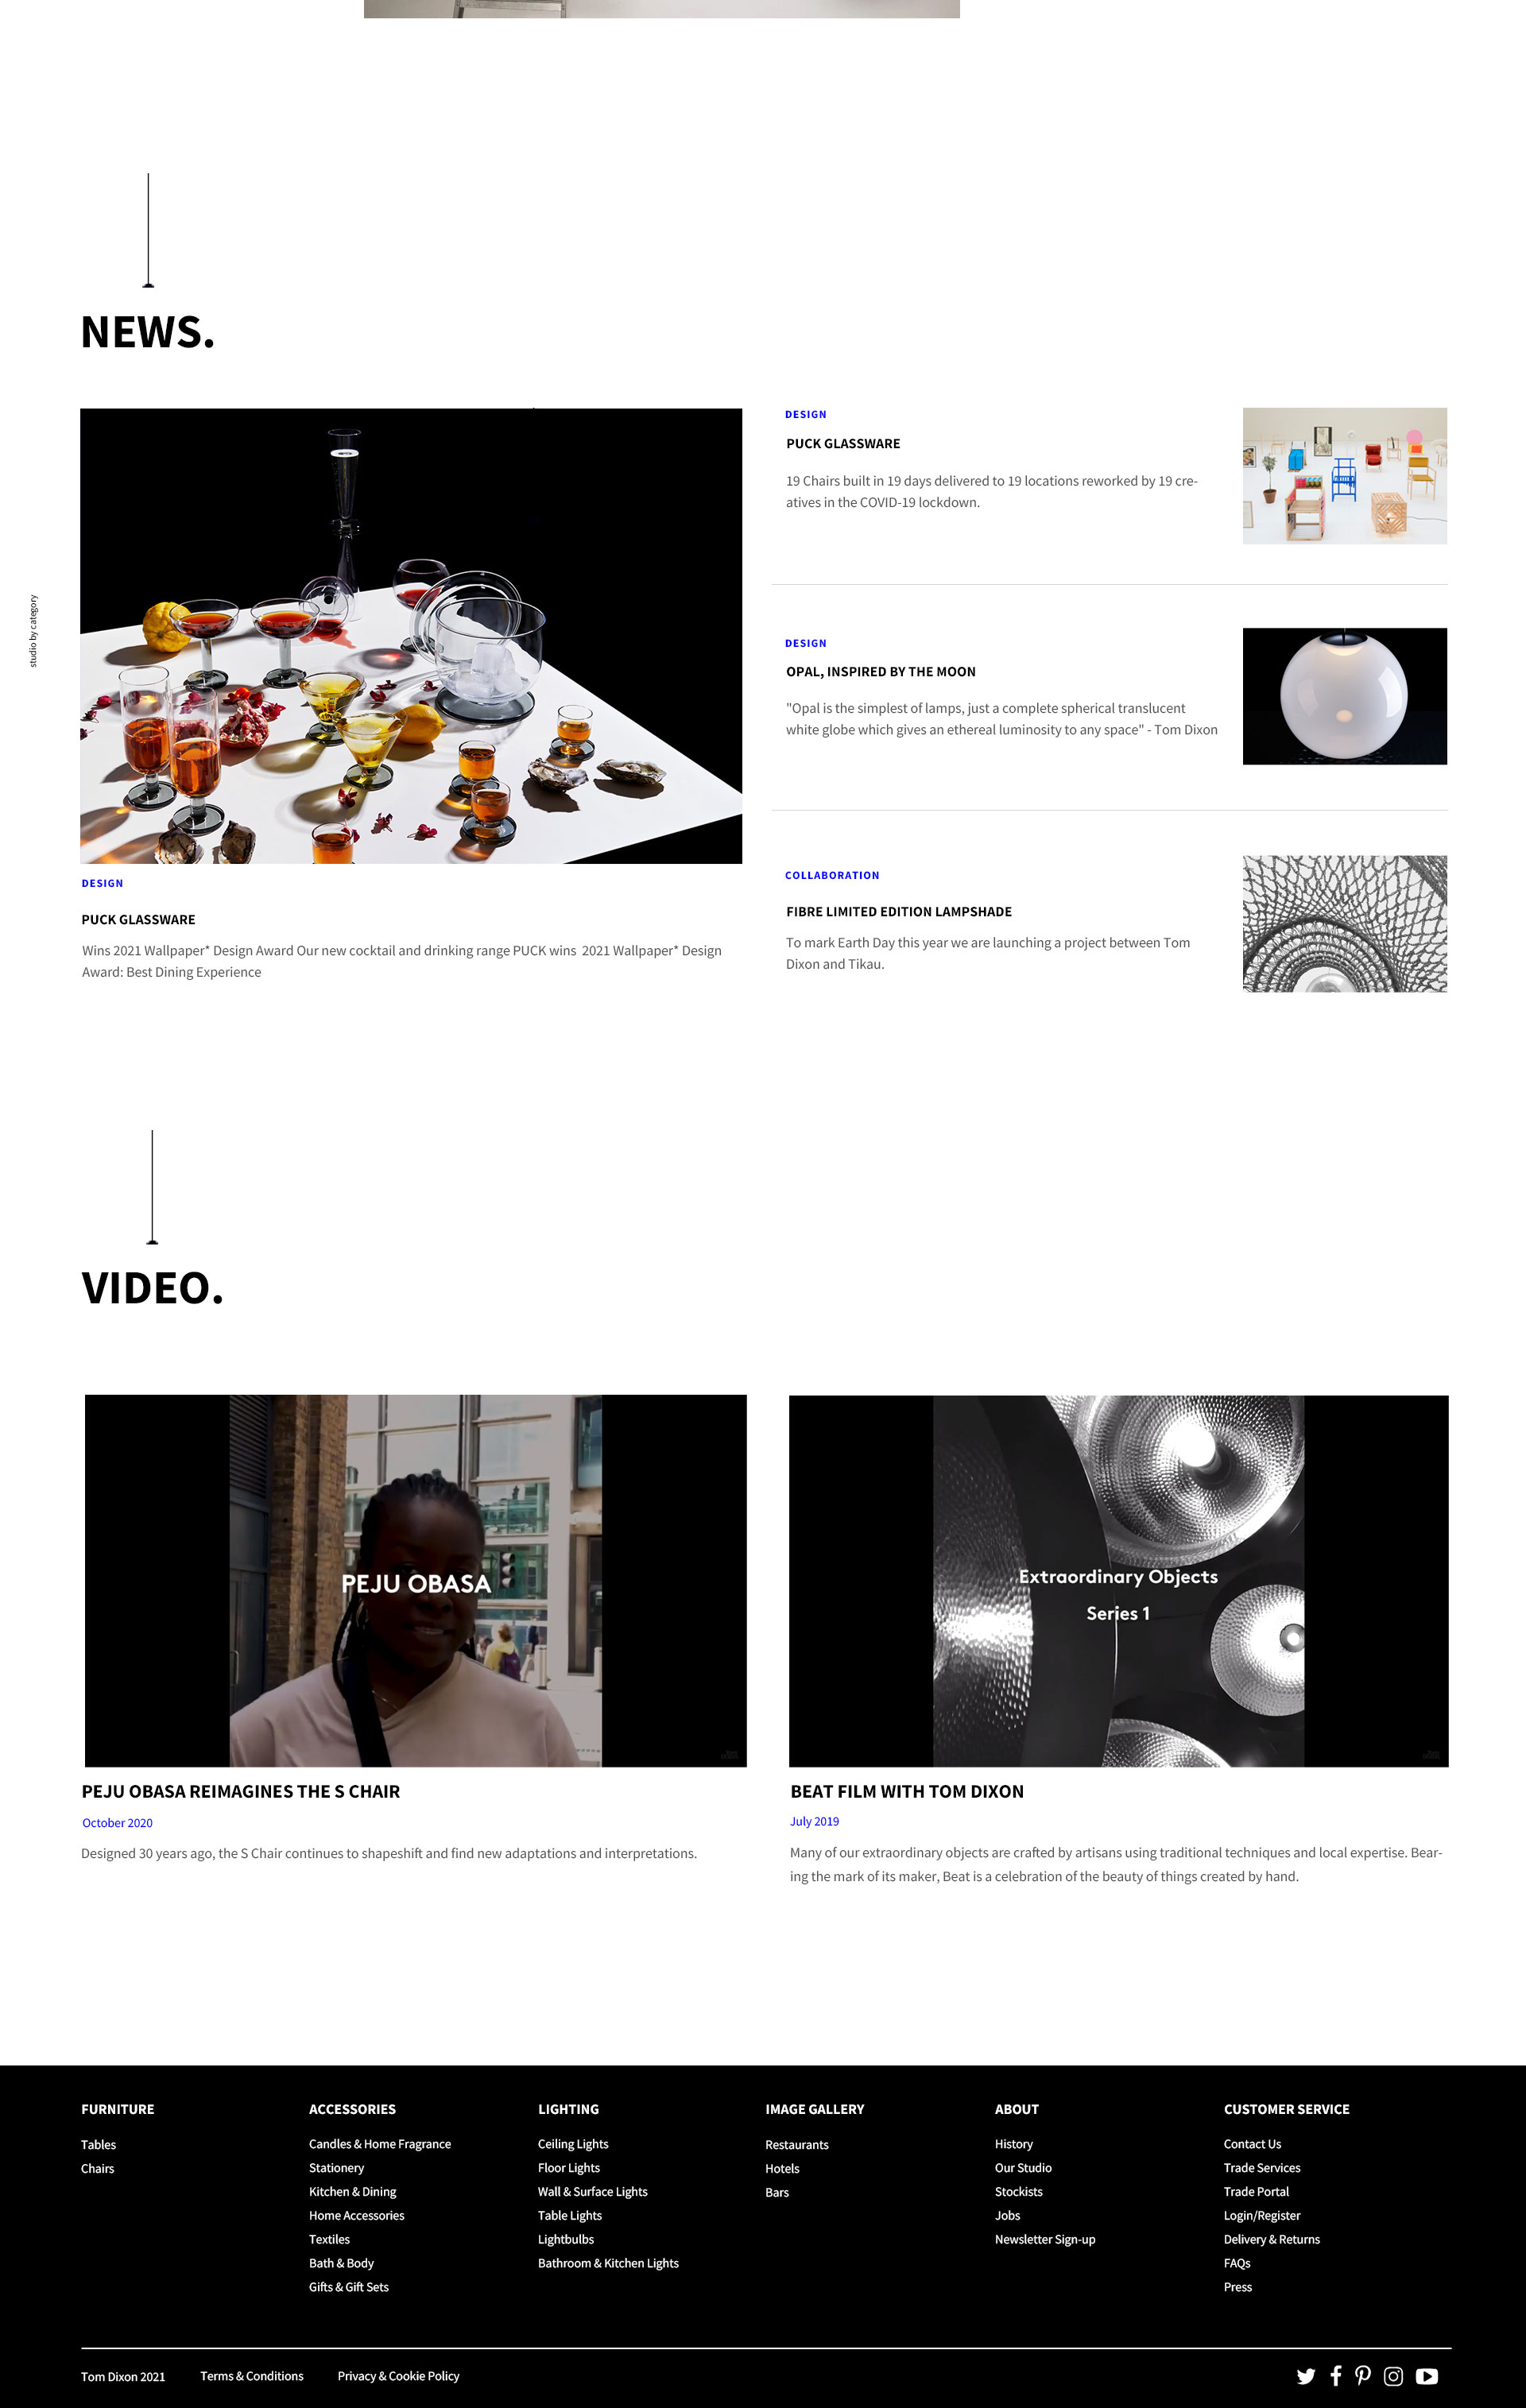 NEWS.
studio by category
DESIGN
PUCK GLASSWARE
Wins 2021 Wallpaper* Design Award Our new cocktail and drinking range PUCK wins  2021 Wallpaper* Design
Award: Best Dining Experience
DESIGN
PUCK GLASSWARE
19 Chairs built in 19 days delivered to 19 locations reworked by 19 cre-
atives in the COVID-19 lockdown.
DESIGN
OPAL, INSPIRED BY THE MOON
"Opal is the simplest of lamps, just a complete spherical translucent
white globe which gives an ethereal luminosity to any space" - Tom Dixon
COLLABORATION
FIBRE LIMITED EDITION LAMPSHADE
To mark Earth Day this year we are launching a project between Tom
Dixon and Tikau.
VIDEO.
PEJU OBASA
PEJU OBASA REIMAGINES THE S CHAIR
October 2020
Designed 30 years ago, the S Chair continues to shapeshift and find new adaptations and interpretations.
Extraordinary Objects
Series 1
BEAT FILM WITH TOM DIXON
July 2019
Many of our extraordinary objects are crafted by artisans using traditional techniques and local expertise. Bear-
ing the mark of its maker, Beat is a celebration of the beauty of things created by hand.
FURNITURE
Tables
Chairs
ACCESSORIES
Candles & Home Fragrance
Stationery
Kitchen & Dining
Home Accessories
Textiles
Bath & Body
Gifts & Gift Sets
LIGHTING
Ceiling Lights
Floor Lights
Wall & Surface Lights
Table Lights
Lightbulbs
Bathroom & Kitchen Lights
IMAGE GALLERY
Restaurants
Hotels
Bars
ABOUT
History
Our Studio
Stockists
Jobs
Newsletter Sign-up
CUSTOMER SERVICE
Contact Us
Trade Services
Trade Portal
Login/Register
Delivery & Returns
FAQs
Press
Tom Dixon 2021
Terms & Conditions
Privacy & Cookie Policy